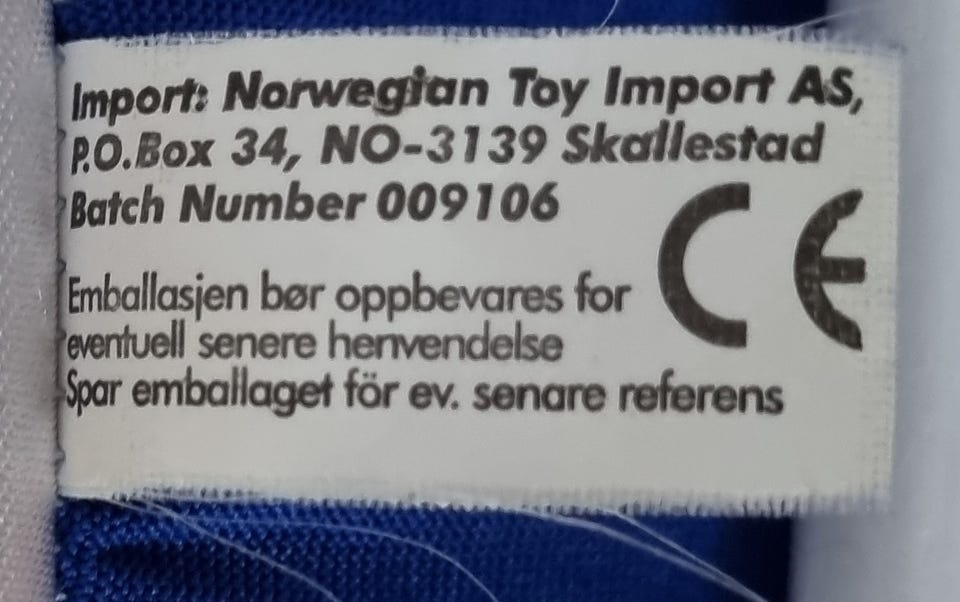 Import: Norwegian Toy Import AS,
P.O.Box 34, NO-3139 Skallestad
Batch Number 009106
CE
Emballasjen bør oppbevares for
eventuell senere henvendelse
Spar emballaget för ev. senare referens